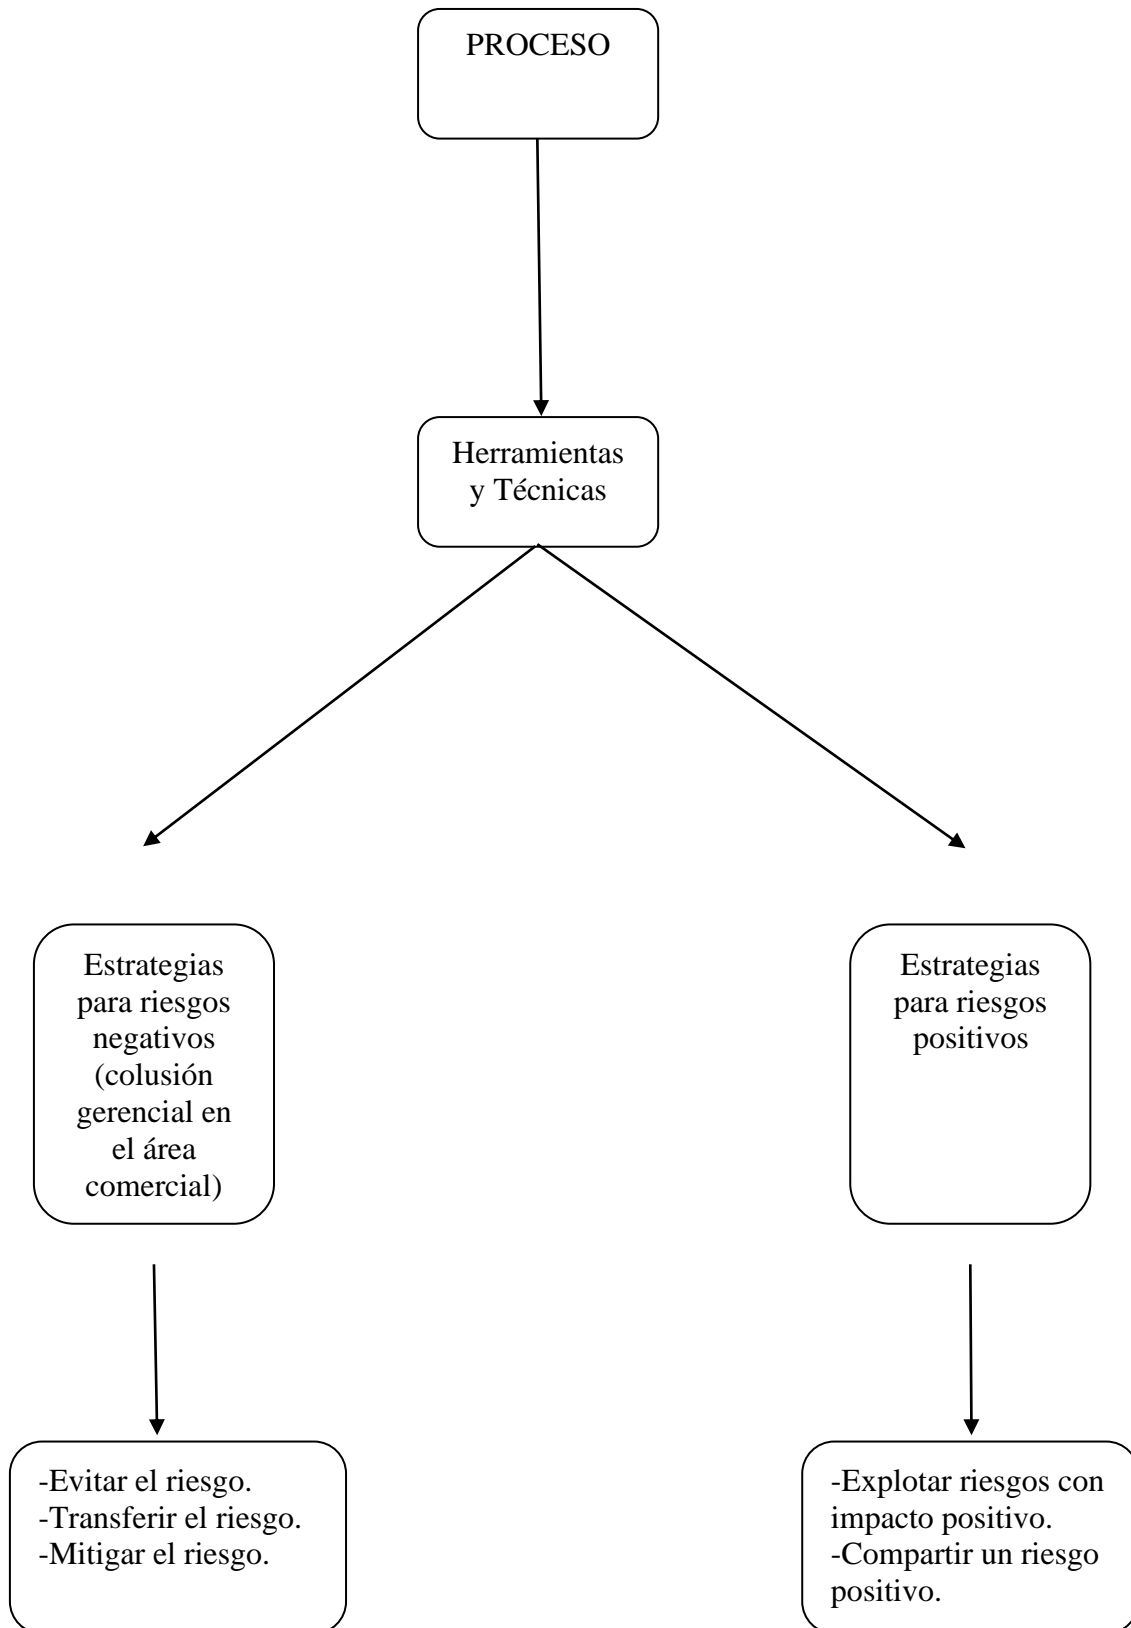 PROCESO
Herramientas
y Técnicas
Estrategias
para riesgos
negativos
(colusión
gerencial en
el área
comercial)
Estrategias
para riesgos
positivos
-Evitar el riesgo.
-Transferir el riesgo.
-Mitigar el riesgo.
-Explotar riesgos con
impacto positivo.
-Compartir un riesgo
positivo.